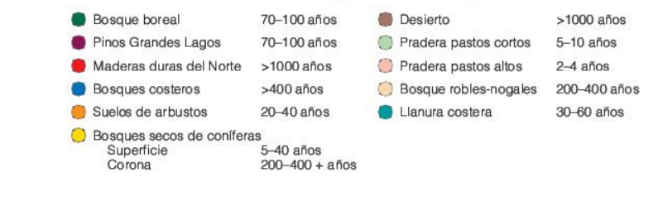 Bosque boreal 70–100 años
Pinos Grandes Lagos 70–100 años
Maderas duras del Norte >1000 años
Bosques costeros >400 años
Suelos de arbustos 20–40 años
Bosques secos de coníferas
Superficie 5–40 años
Corona 200–400 + años
Desierto >1000 años
Pradera pastos cortos 5–10 años
Pradera pastos altos 2–4 años
Bosque robles-nogales 200–400 años
Llanura costera 30–60 años